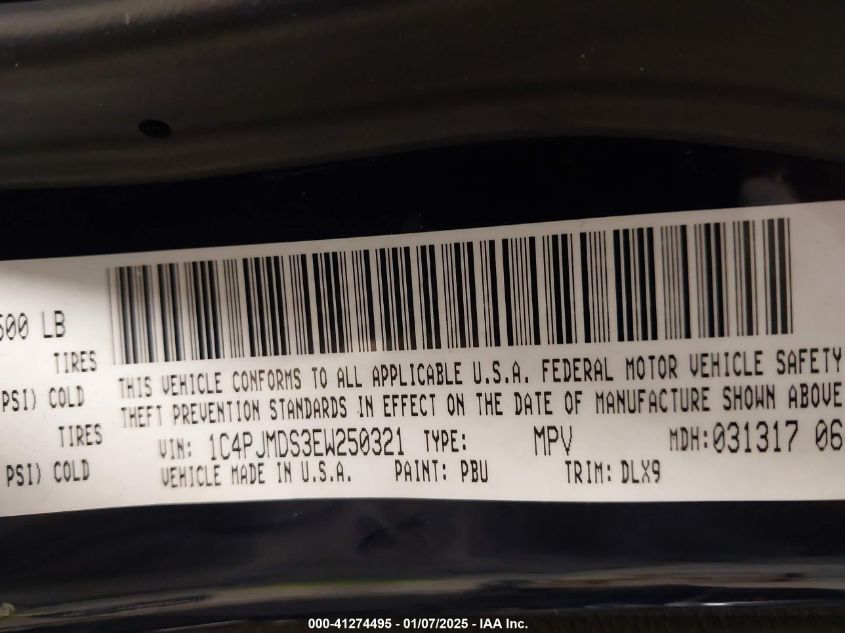 500 LB
TIRES
PSI) COLD
TIRES
PSI) COLD
THIS VEHICLE CONFORMS TO ALL APPLICABLE U.S.A. FEDERAL MOTOR VEHICLE SAFETY
THEFT PREVENTION STANDARDS IN EFFECT ON THE DATE OF MANUFACTURE SHOWN ABOVE
VIN: 1C4PJMDS3EW250321 TYPE: MPV MDH:031317 06
VEHICLE MADE IN U.S.A. PAINT: PBU TRIM: DLX9
000-41274495 - 01/07/2025 - IAA Inc.